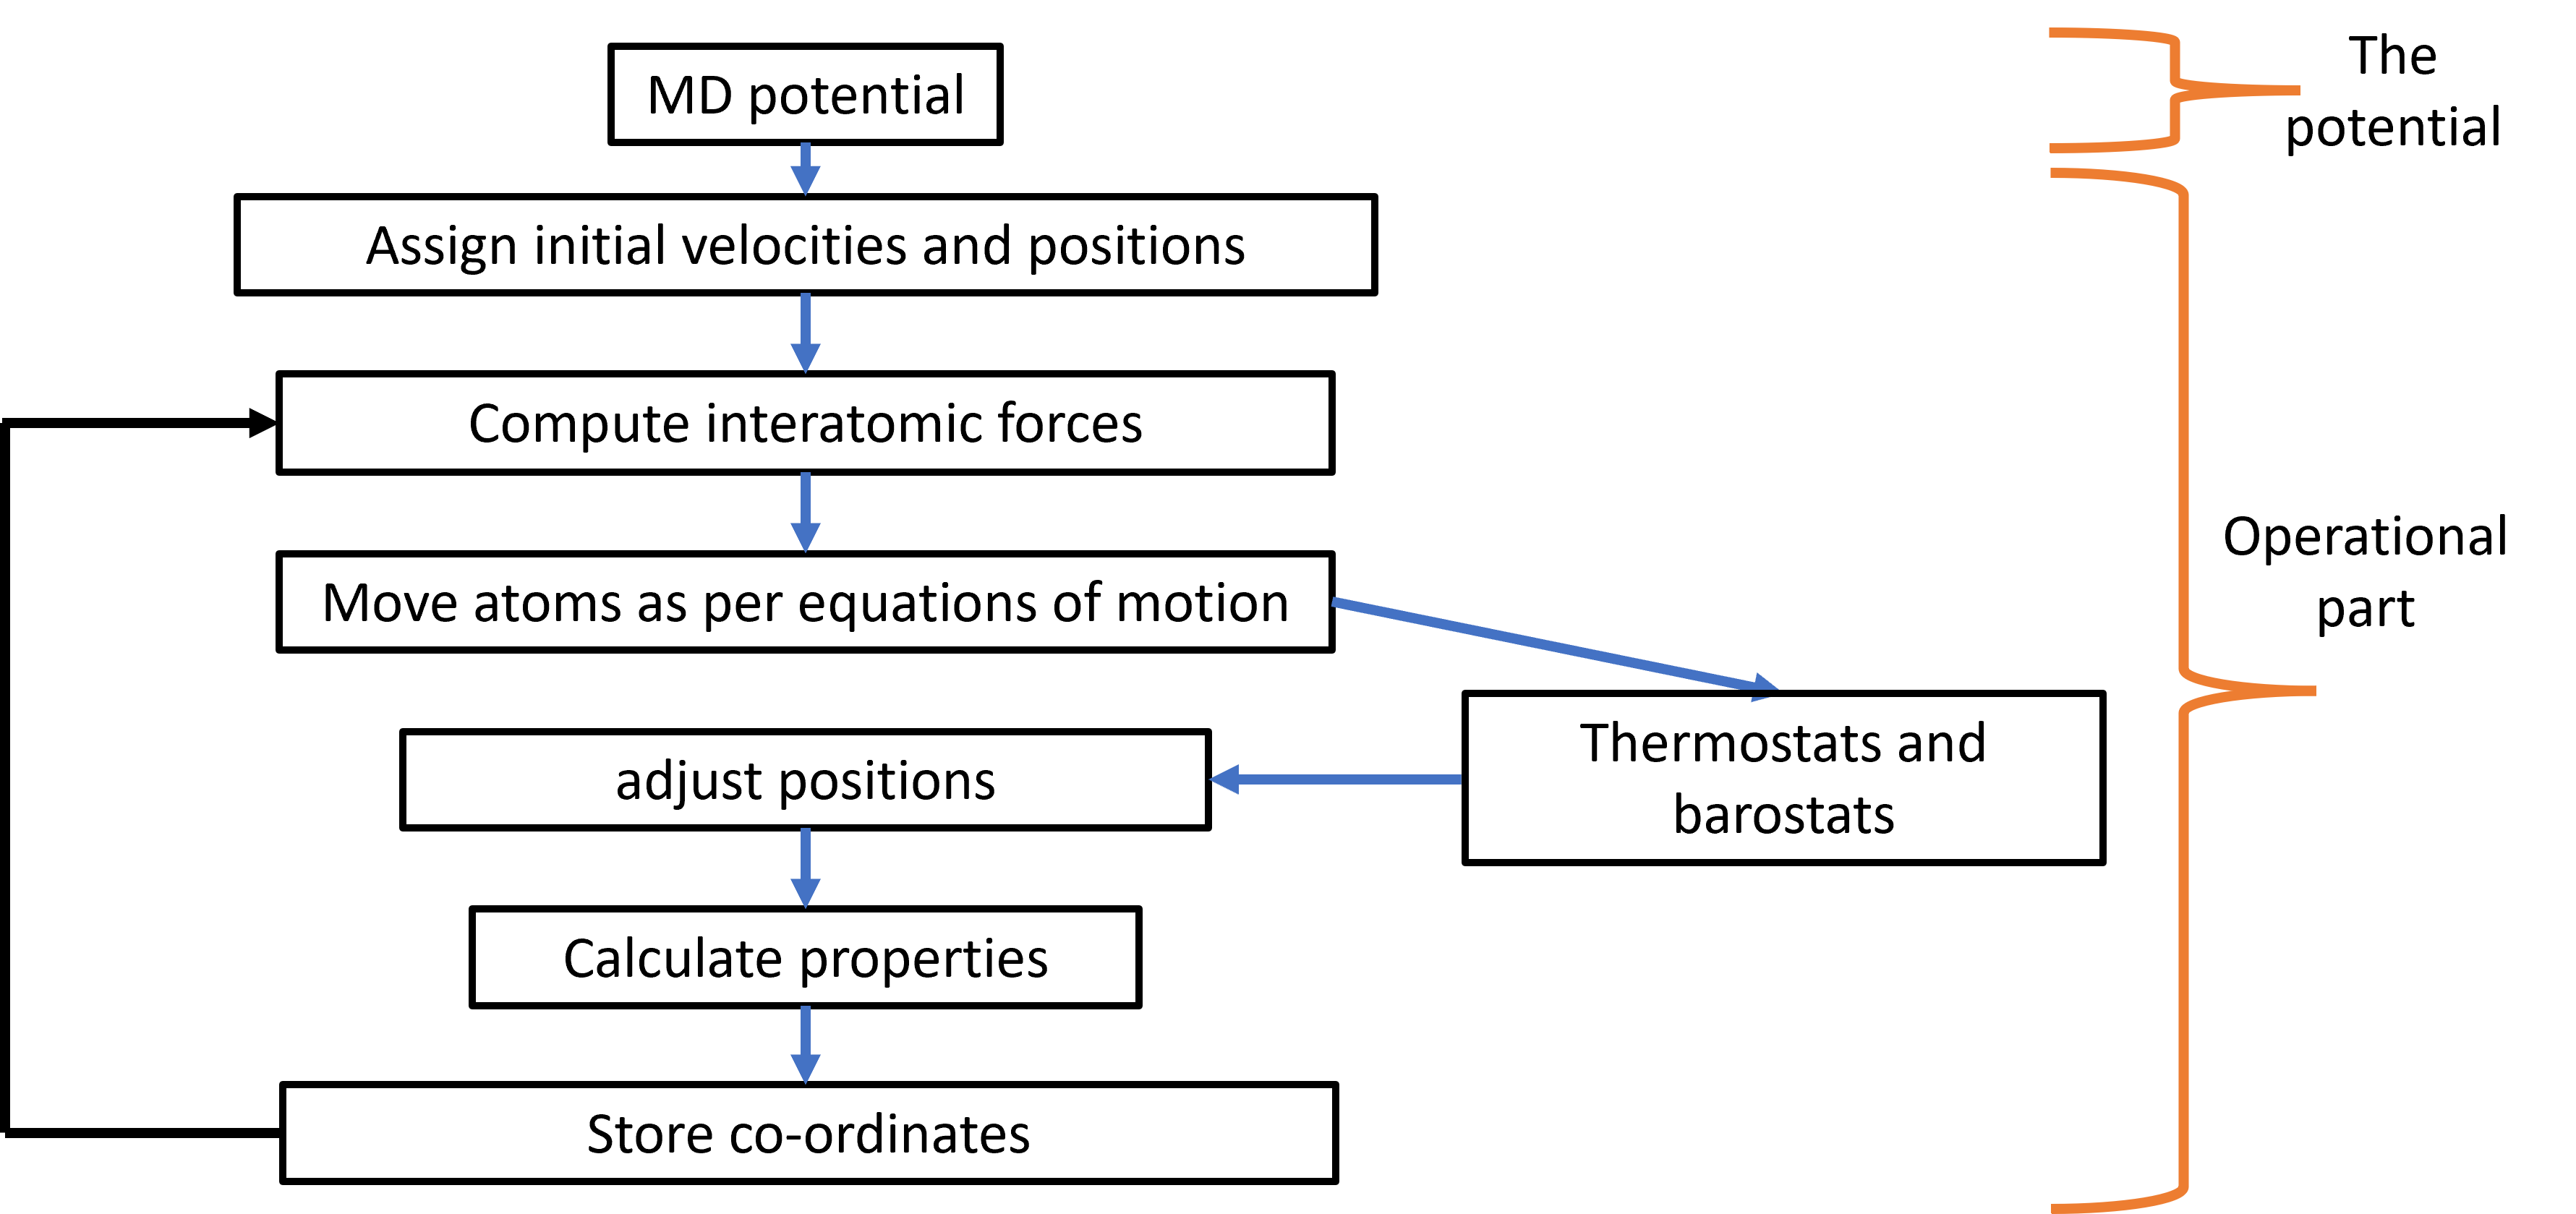 MD potential
Assign initial velocities and positions
Compute interatomic forces
Move atoms as per equations of motion
Thermostats and
barostats
adjust positions
Calculate properties
Store co-ordinates
The
potential
Operational
part